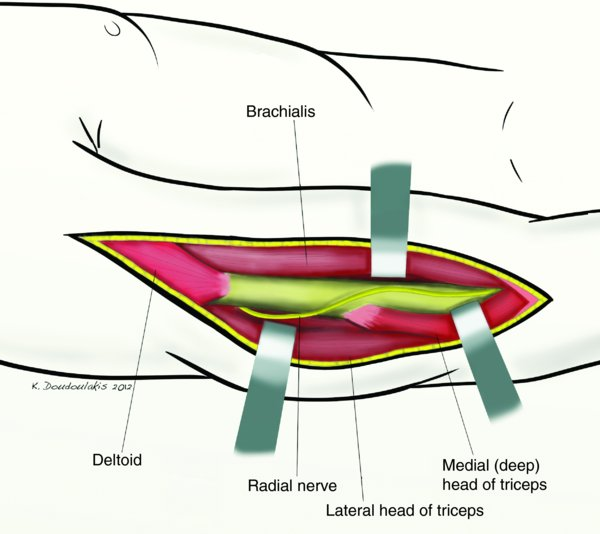 Brachialis
K. Doudoulakis 2012
Deltoid
Radial nerve
Medial (deep)
head of triceps
Lateral head of triceps